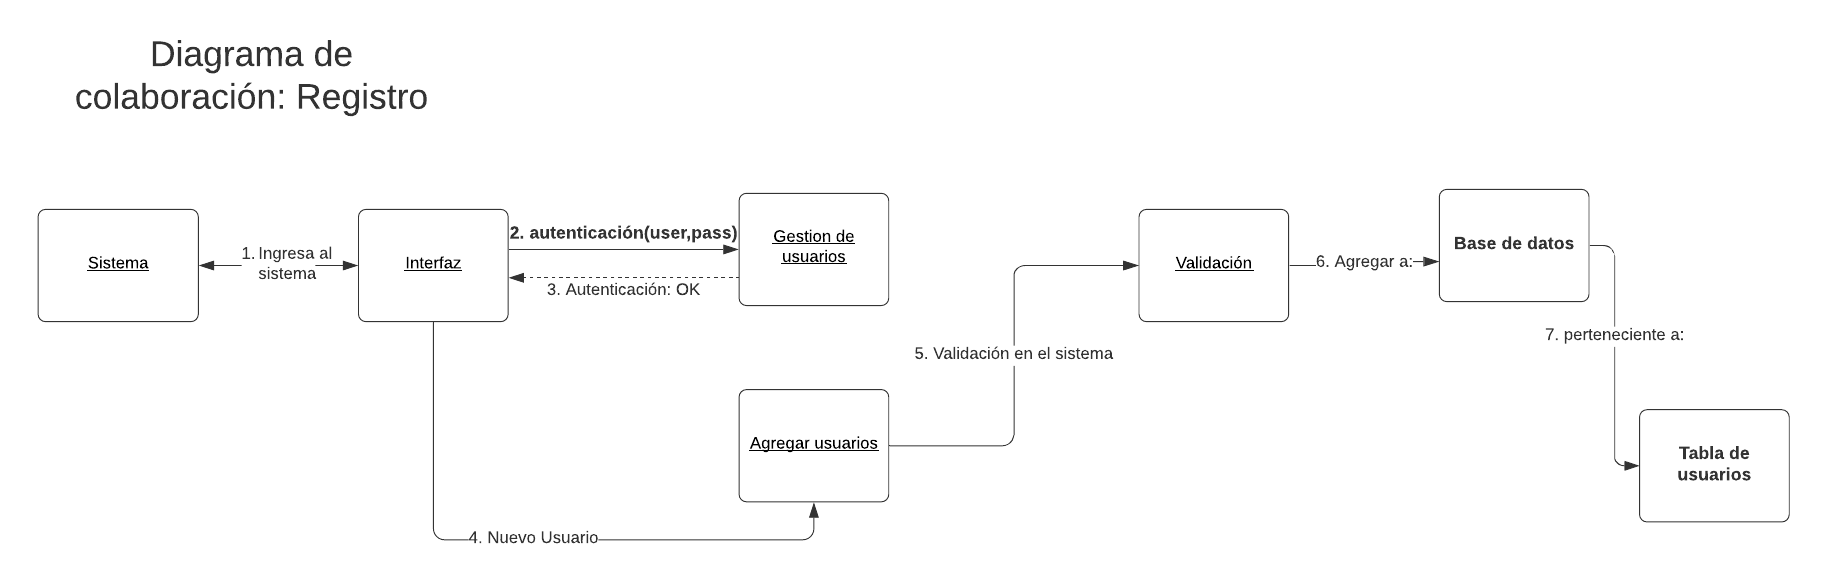 Diagrama de
colaboración: Registro
Sistema
1. Ingresa al
sistema
Interfaz
2. autenticación(user,pass)
3. Autenticación: OK
Gestion de
usuarios
4. Nuevo Usuario
Agregar usuarios
5. Validación en el sistema
Validación
6. Agregar a:
Base de datos
7. perteneciente a:
Tabla de
usuarios